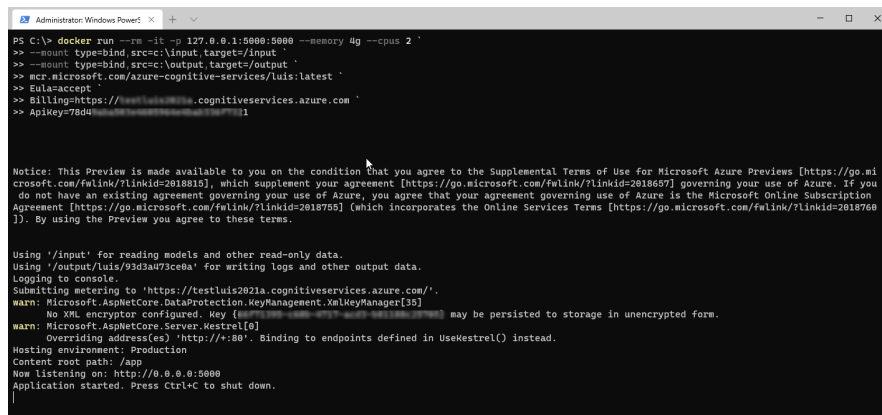 Administrator: Windows PowerS
PS C:\> docker run --rm -it -p 127.0.0.1:5000:5000 --memory 4g --cpus 2 `
>> --mount type=bind,src=c:\input,target=/input `
>> --mount type=bind,src=c:\output,target=/output `
>> mcr.microsoft.com/azure-cognitive-services/luis:latest `
>> Eula=accept `
>> Billing=https://.cognitiveservices.azure.com `
>> ApiKey=78d4 1
Notice: This Preview is made available to you on the condition that you agree to the Supplemental Terms of Use for Microsoft Azure Previews [https://go.mi
crosoft.com/fwlink/?linkid=2018815], which supplement your agreement [https://go.microsoft.com/fwlink/?linkid=2018657] governing your use of Azure. If you
do not have an existing agreement governing your use of Azure, you agree that your agreement governing use of Azure is the Microsoft Online Subscription
Agreement [https://go.microsoft.com/fwlink/?linkid=2018755] (which incorporates the Online Services Terms [https://go.microsoft.com/fwlink/?linkid=2018760
]). By using the Preview you agree to these terms.
Using '/input' for reading models and other read-only data.
Using '/output/luis/93d3a473ce0a' for writing logs and other output data.
Logging to console.
Submitting metering to 'https://testluis2021a.cognitiveservices.azure.com/'.
warn: Microsoft.AspNetCore.DataProtection.KeyManagement.XmlKeyManager[35]
No XML encryptor configured. Key {} may be persisted to storage in unencrypted form.
warn: Microsoft.AspNetCore.Server.Kestrel[0]
Overriding address(es) 'http://+:80'. Binding to endpoints defined in UseKestrel() instead.
Hosting environment: Production
Content root path: /app
Now listening on: http://0.0.0.0:5000
Application started. Press Ctrl+C to shut down.